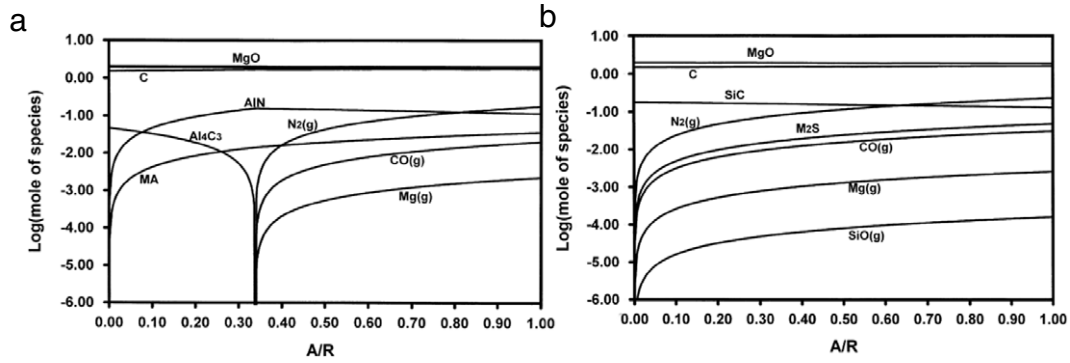 a
1.00
0.00
-1.00
-2.00
-3.00
-4.00
-5.00
-6.00
Log(mole of species)
MgO
C
AlN
N2(g)
Al4C3
MA
CO(g)
Mg(g)
0.00 0.10 0.20 0.30 0.40 0.50 0.60 0.70 0.80 0.90 1.00
A/R
b
1.00
0.00
-1.00
-2.00
-3.00
-4.00
-5.00
-6.00
Log(mole of species)
MgO
C
SiC
N2(g)
M2S
CO(g)
Mg(g)
SiO(g)
0.00 0.10 0.20 0.30 0.40 0.50 0.60 0.70 0.80 0.90 1.00
A/R